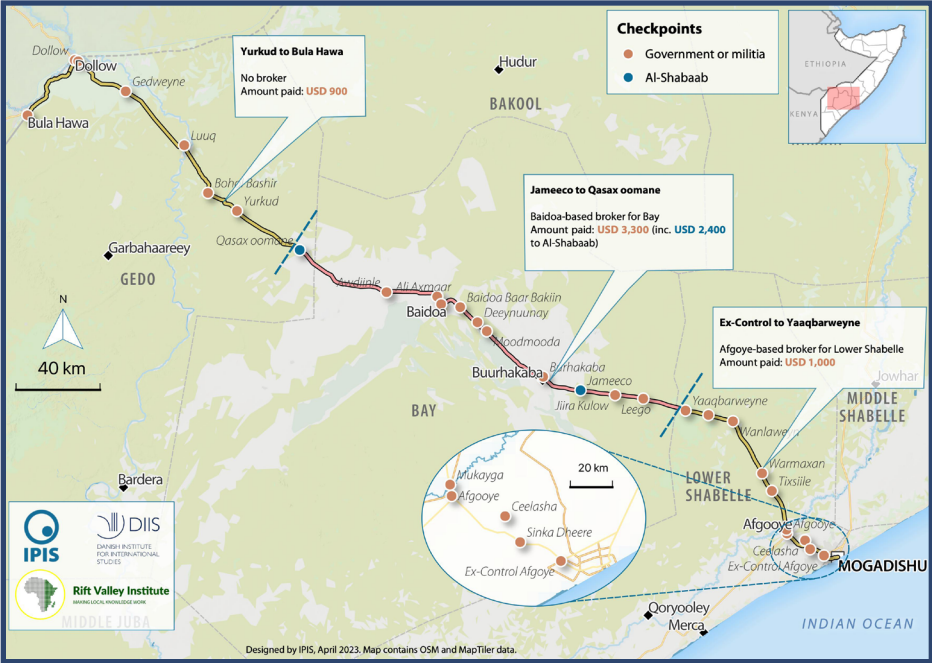 Checkpoints
Government or militia
Al-Shabaab
ETHIOPIA
KENYA
Yurkud to Bula Hawa
No broker
Amount paid: USD 900
Dollow
Dollow
Gedweyne
Bula Hawa
Hudur
BAKOOL
Luuq
Bohol Bashir
Yurkud
Qasax oomane
Jameeco to Qasax oomane
Baidoa-based broker for Bay
Amount paid: USD 3,300 (inc. USD 2,400
to Al-Shabaab)
Garbahaareey
GEDO
N
40 km
Awdiinle
Ali Axmaar
Baidoa
Baidoa Baar Bakiin
Deeynuunay
Moodmooda
Ex-Control to Yaaqbarweyne
Afgoye-based broker for Lower Shabelle
Amount paid: USD 1,000
Buurhakaba
Burhakaba
Jameeco
Jiira Kulow
Leego
Yaaqbarweyne
Wanlaweyn
Jowhar
MIDDLE
SHABELLE
BAY
Warmaxan
Tixsiile
LOWER
SHABELLE
20 km
Mukayga
Afgooye
Ceelasha
Sinka Dheere
Ex-Control Afgoye
Bardera
Afgooye
Afgooye
Ceelasha
Ex-Control Afgoye
MOGADISHU
IPIS
DIIS
DANISH INSTITUTE
FOR INTERNATIONAL
STUDIES
Rift Valley Institute
MAKING LOCAL KNOWLEDGE WORK
MIDDLE JUBA
Qoryooley
Merca
INDIAN OCEAN
Designed by IPIS, April 2023. Map contains OSM and MapTiler data.